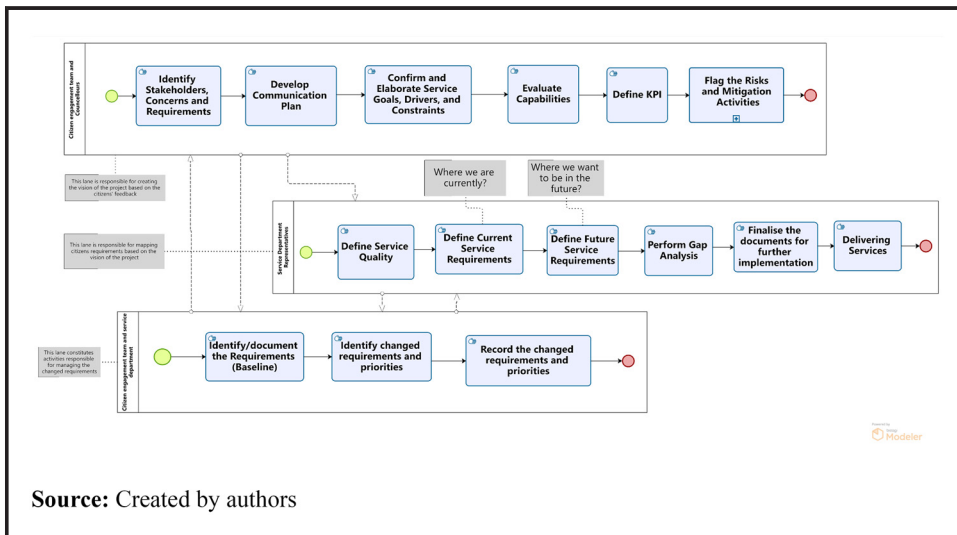 Citizen engagement team and
Councellours
Identify
Stakeholders,
Concerns and
Requirements
Develop
Communication
Plan
Confirm and
Elaborate Service
Goals, Drivers, and
Constraints
Evaluate
Capabilities
Define KPI
Flag the Risks
and Mitigation
Activities
This lane is responsible for creating
the vision of the project based on the
citizens' feedback
Where we are
currently?
Where we want
to be in the
future?
This lane is responsible for mapping
citizens requirements based on the
vision of the project
Service Department
Representatives
Define Service
Quality
Define Current
Service
Requirements
Define Future
Service
Requirements
Perform Gap
Analysis
Finalise the
documents for
further
implementation
Delivering
Services
This lane constitutes
activities responsible
for managing the
changed requirements
Citizen engagement team and service
department
Identify/document
the Requirements
(Baseline)
Identify changed
requirements and
priorities
Record the changed
requirements and
priorities
Powered by
bizagi
Modeler
Source: Created by authors